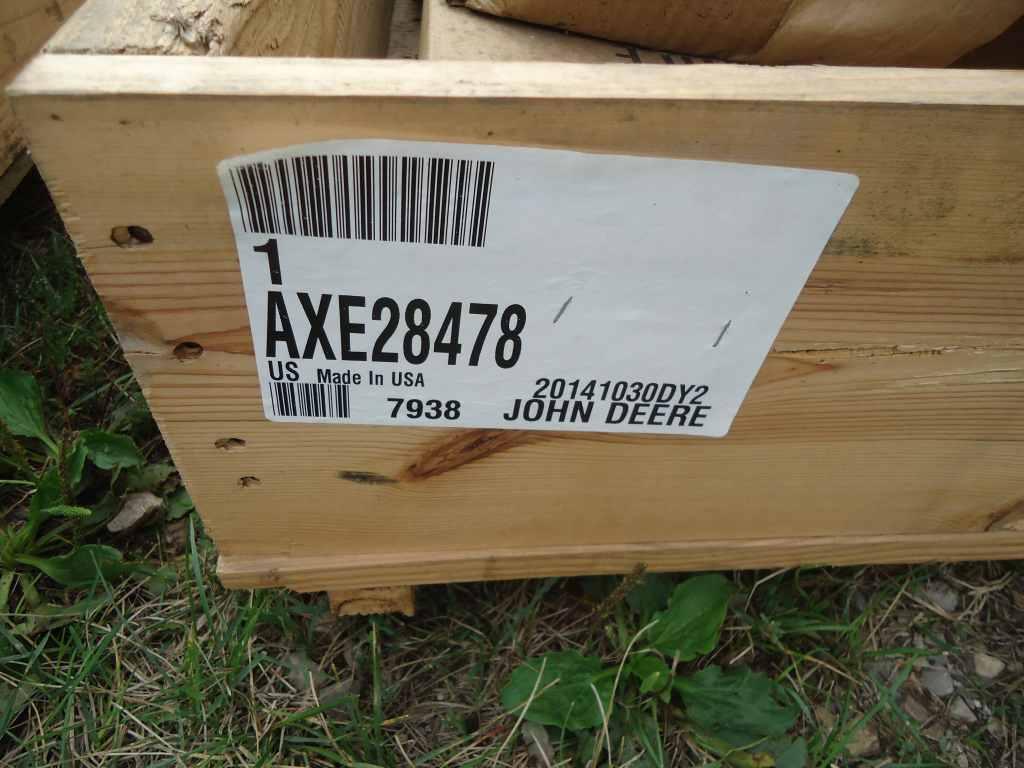 1
AXE28478
US Made In USA
20141030DY2
7938 JOHN DEERE